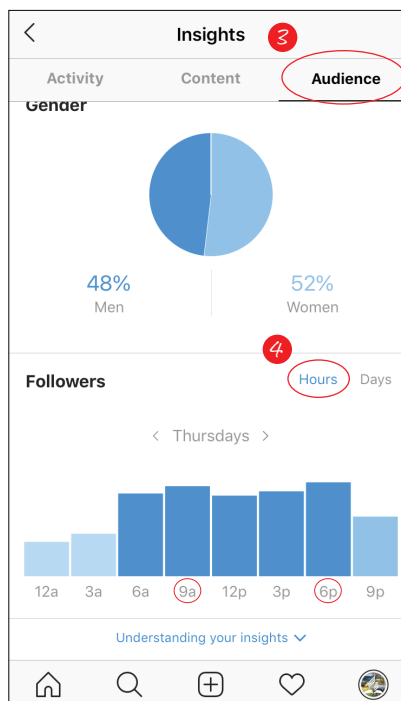 Insights 3
Activity Content Audience
Gender
48% 52%
Men Women
4
Followers Hours Days
< Thursdays >
12a 3a 6a 9a 12p 3p 6p 9p
Understanding your insights